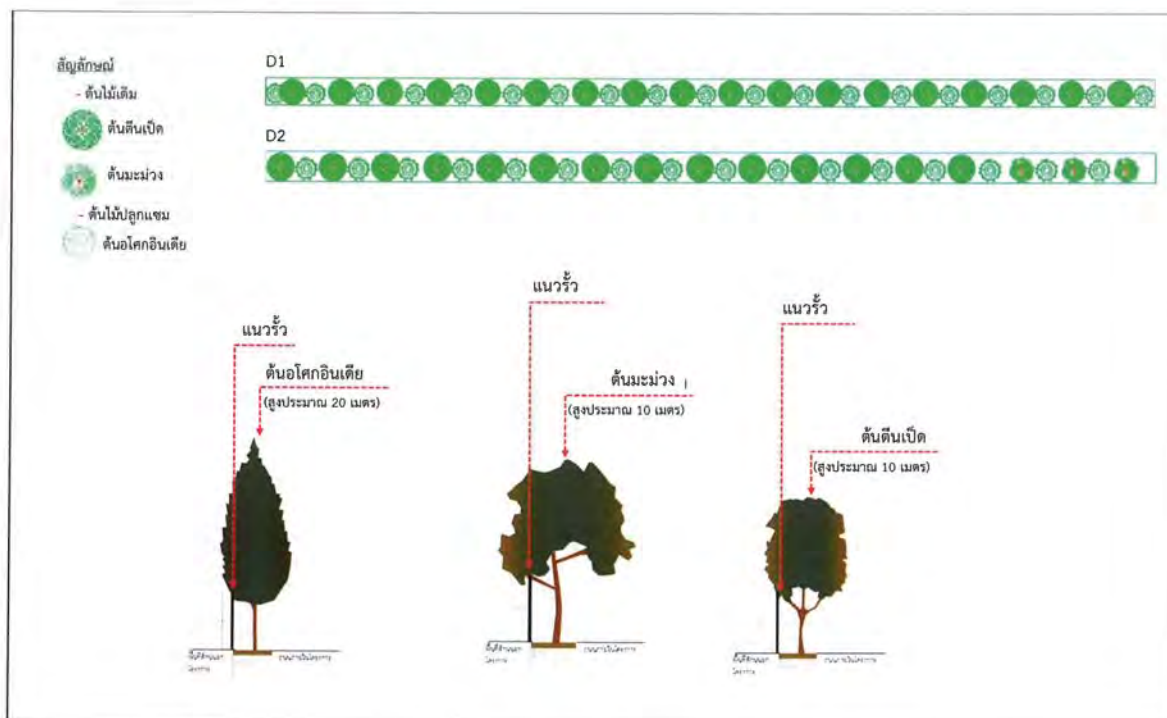 สัญลักษณ์
- ต้นไม้เดิม
ต้นตีนเป็ด
ต้นมะม่วง
- ต้นไม้ปลูกแซม
ต้นอโศกอินเดีย
D1
D2
แนวรั้ว
ต้นอโศกอินเดีย
(สูงประมาณ 20 เมตร)
แนวรั้ว
ต้นมะม่วง
(สูงประมาณ 10 เมตร)
แนวรั้ว
ต้นตีนเป็ด
(สูงประมาณ 10 เมตร)